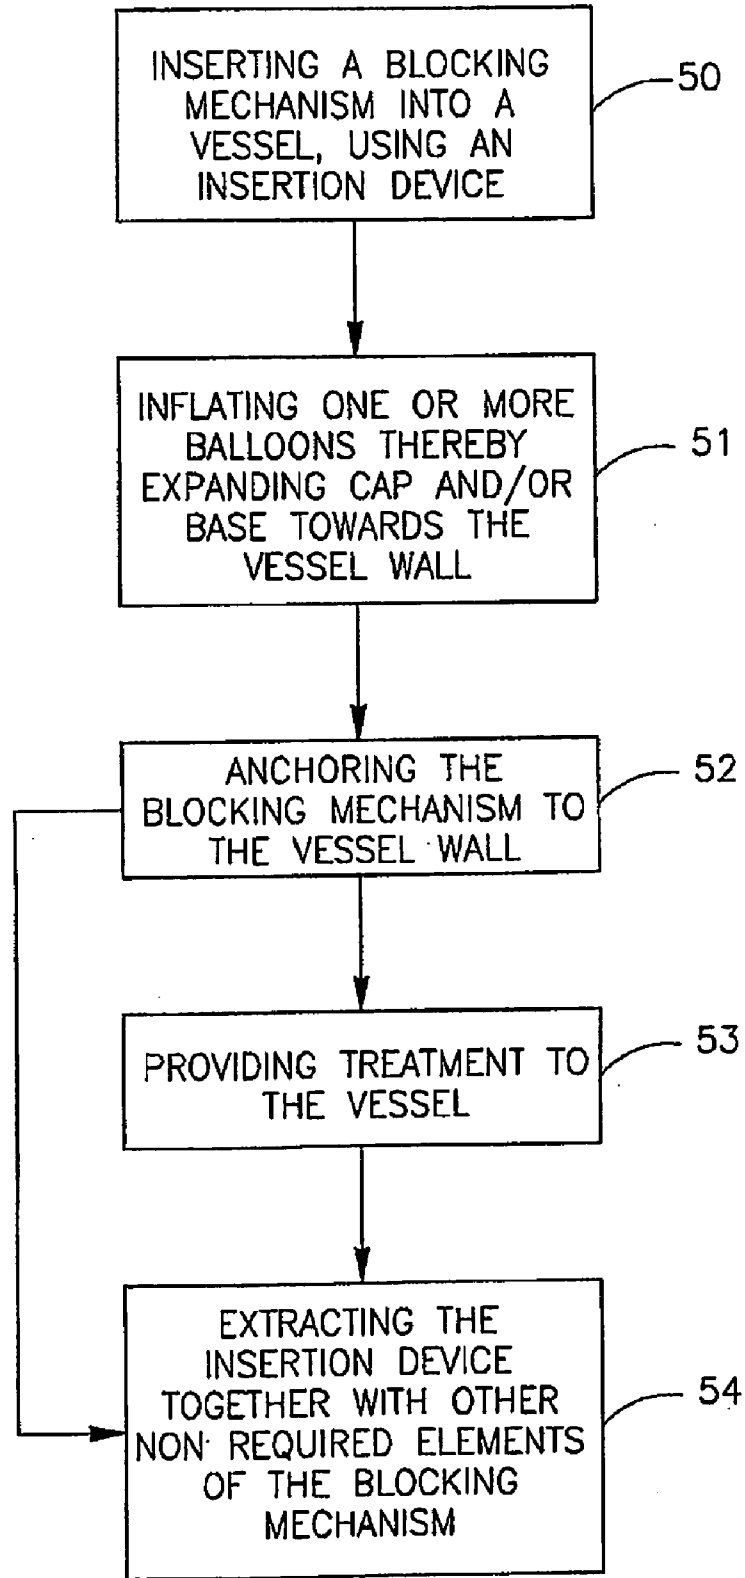 INSERTING A BLOCKING
MECHANISM INTO A
VESSEL, USING AN
INSERTION DEVICE
50
INFLATING ONE OR MORE
BALLOONS THEREBY
EXPANDING CAP AND/OR
BASE TOWARDS THE
VESSEL WALL
51
ANCHORING THE
BLOCKING MECHANISM TO
THE VESSEL WALL
52
PROVIDING TREATMENT TO
THE VESSEL
53
EXTRACTING THE
INSERTION DEVICE
TOGETHER WITH OTHER
NON REQUIRED ELEMENTS
OF THE BLOCKING
MECHANISM
54